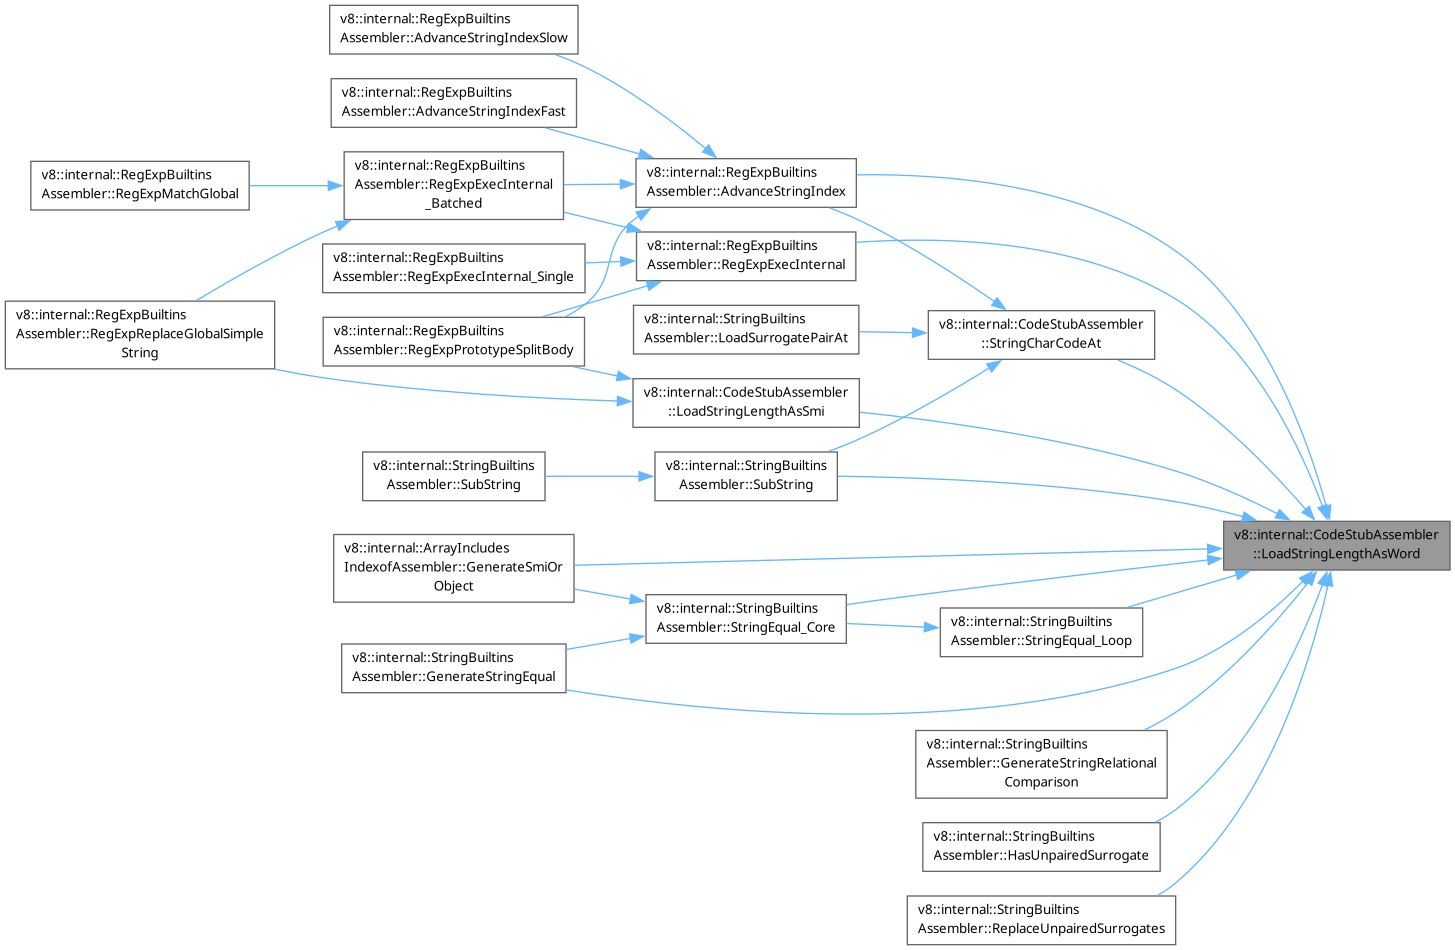 v8::internal::RegExpBuiltins
Assembler::AdvanceStringIndexSlow
v8::internal::RegExpBuiltins
Assembler::AdvanceStringIndexFast
v8::internal::RegExpBuiltins
Assembler::RegExpMatchGlobal
v8::internal::RegExpBuiltins
Assembler::RegExpExecInternal
_Batched
v8::internal::RegExpBuiltins
Assembler::AdvanceStringIndex
v8::internal::RegExpBuiltins
Assembler::RegExpExecInternal_Single
v8::internal::RegExpBuiltins
Assembler::RegExpExecInternal
v8::internal::RegExpBuiltins
Assembler::RegExpReplaceGlobalSimple
String
v8::internal::RegExpBuiltins
Assembler::RegExpPrototypeSplitBody
v8::internal::StringBuiltins
Assembler::LoadSurrogatePairAt
v8::internal::CodeStubAssembler
::StringCharCodeAt
v8::internal::CodeStubAssembler
::LoadStringLengthAsSmi
v8::internal::StringBuiltins
Assembler::SubString
v8::internal::StringBuiltins
Assembler::SubString
v8::internal::CodeStubAssembler
::LoadStringLengthAsWord
v8::internal::ArrayIncludes
IndexofAssembler::GenerateSmiOr
Object
v8::internal::StringBuiltins
Assembler::StringEqual_Core
v8::internal::StringBuiltins
Assembler::StringEqual_Loop
v8::internal::StringBuiltins
Assembler::GenerateStringEqual
v8::internal::StringBuiltins
Assembler::GenerateStringRelational
Comparison
v8::internal::StringBuiltins
Assembler::HasUnpairedSurrogate
v8::internal::StringBuiltins
Assembler::ReplaceUnpairedSurrogates